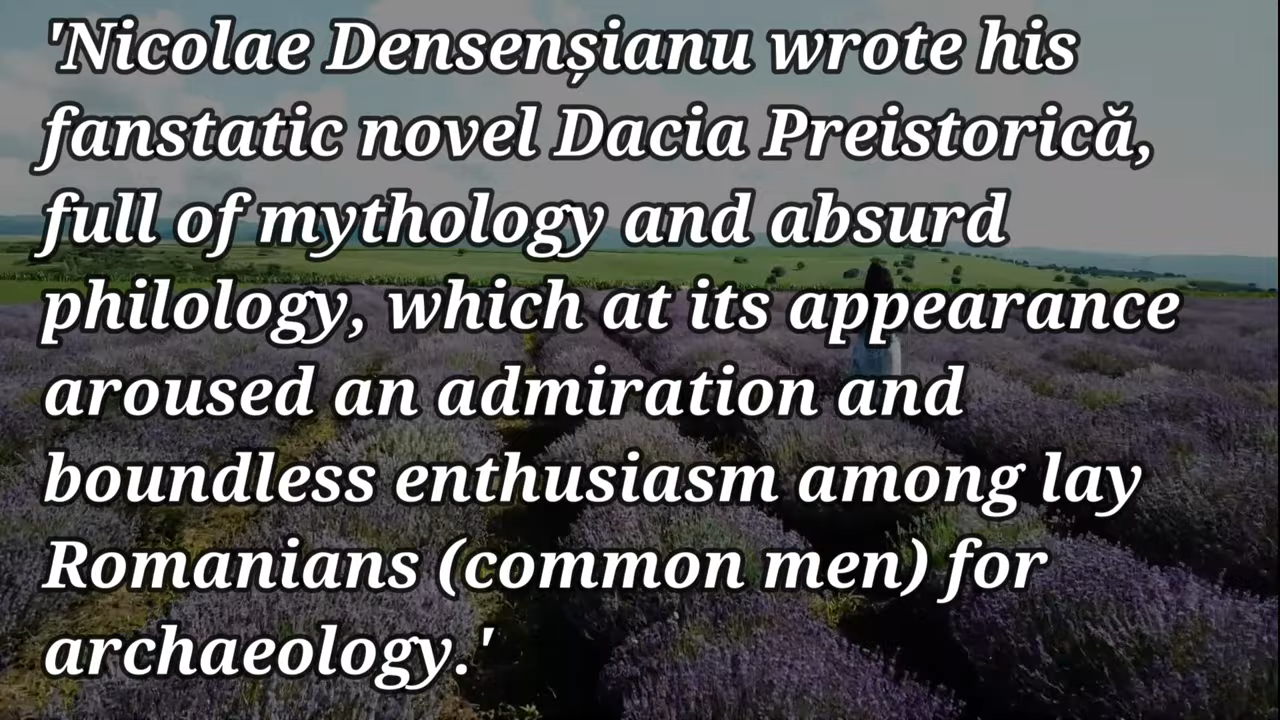 'Nicolae Densenșianu wrote his
fanstatic novel Dacia Preistorică,
full of mythology and absurd
philology, which at its appearance
aroused an admiration and
boundless enthusiasm among lay
Romanians (common men) for
archaeology.'